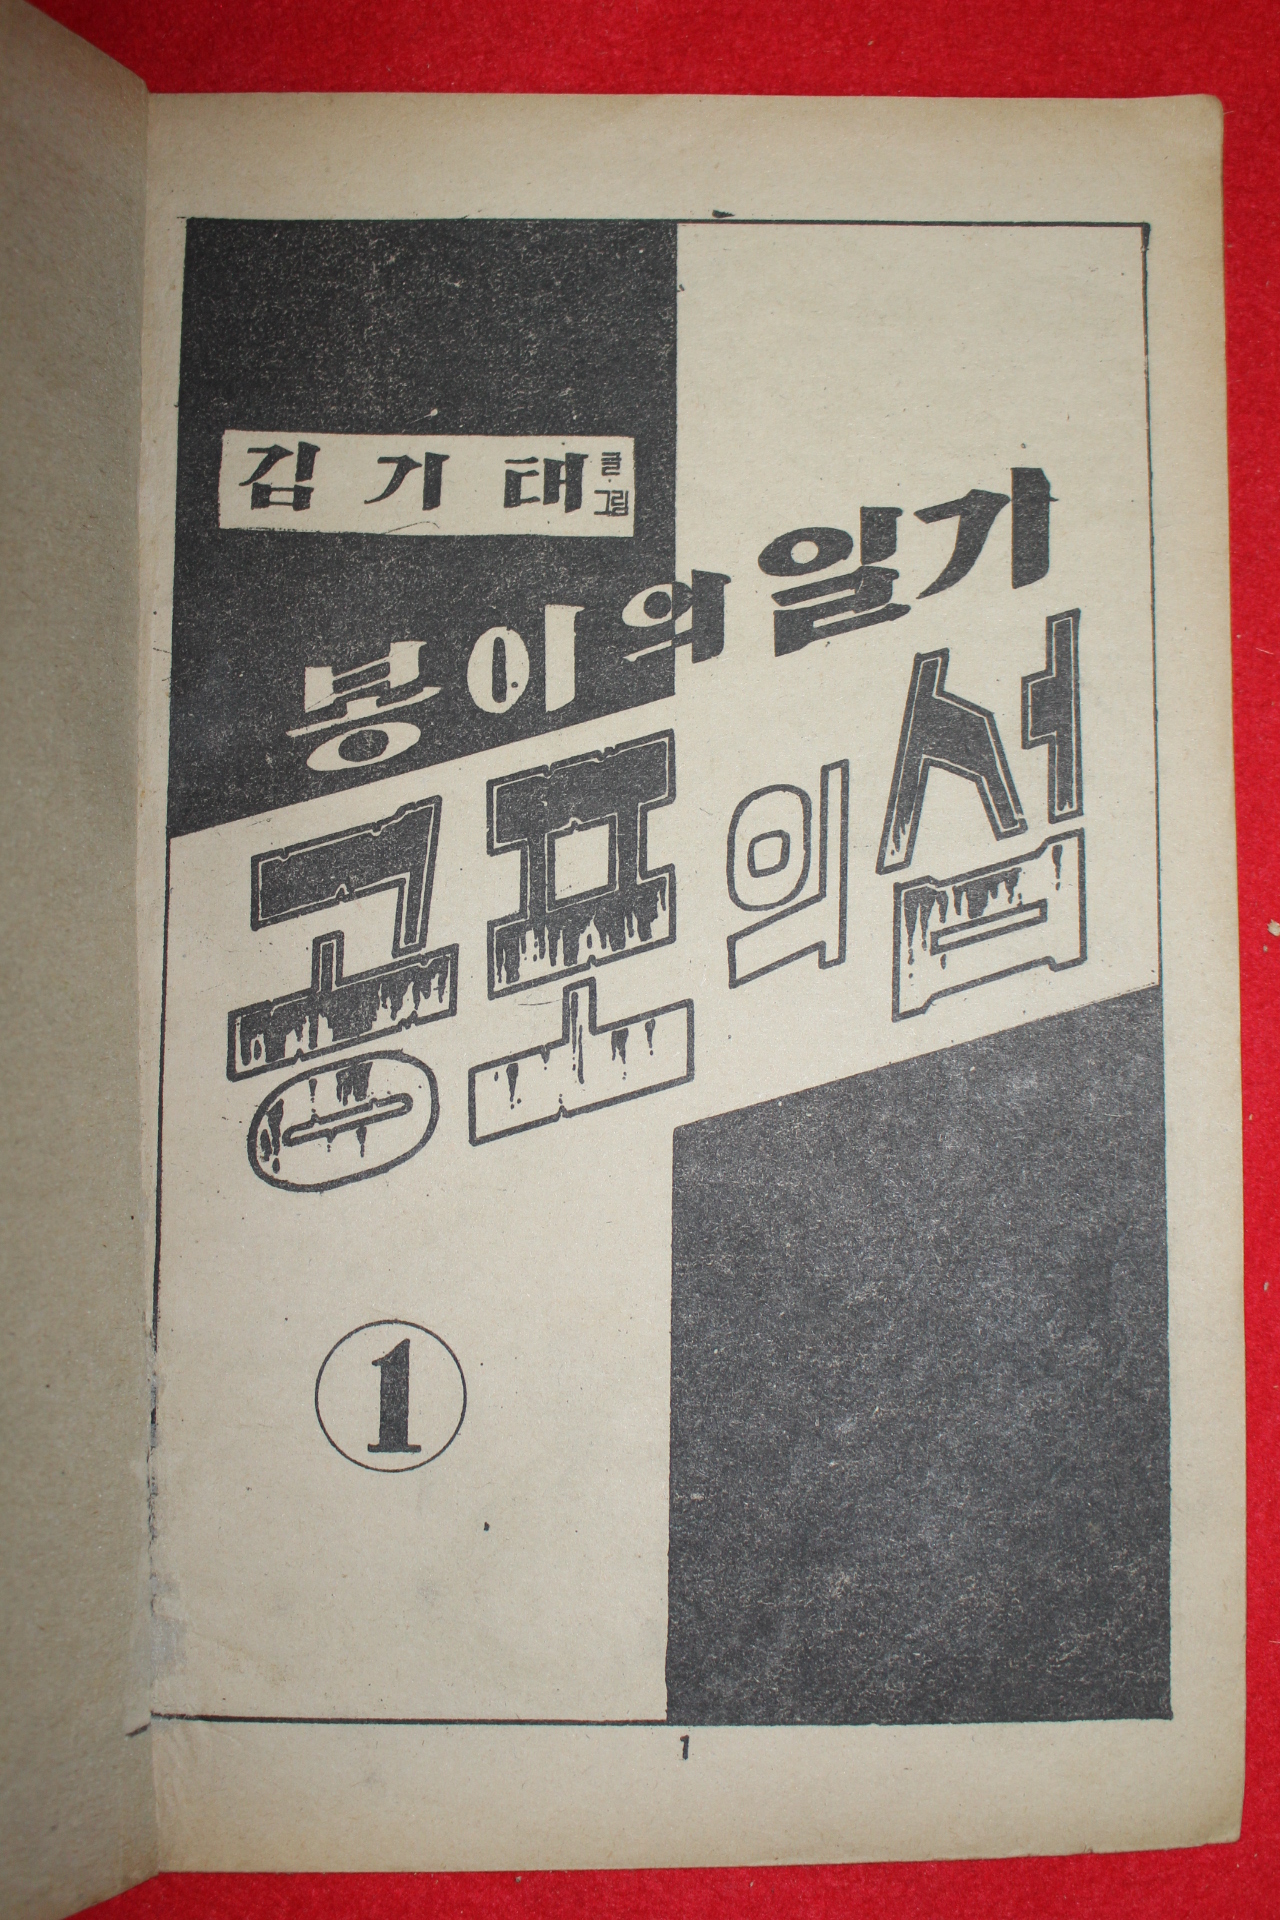 김기태 글·그림
봉이의 일기
공포의 섬
1
1